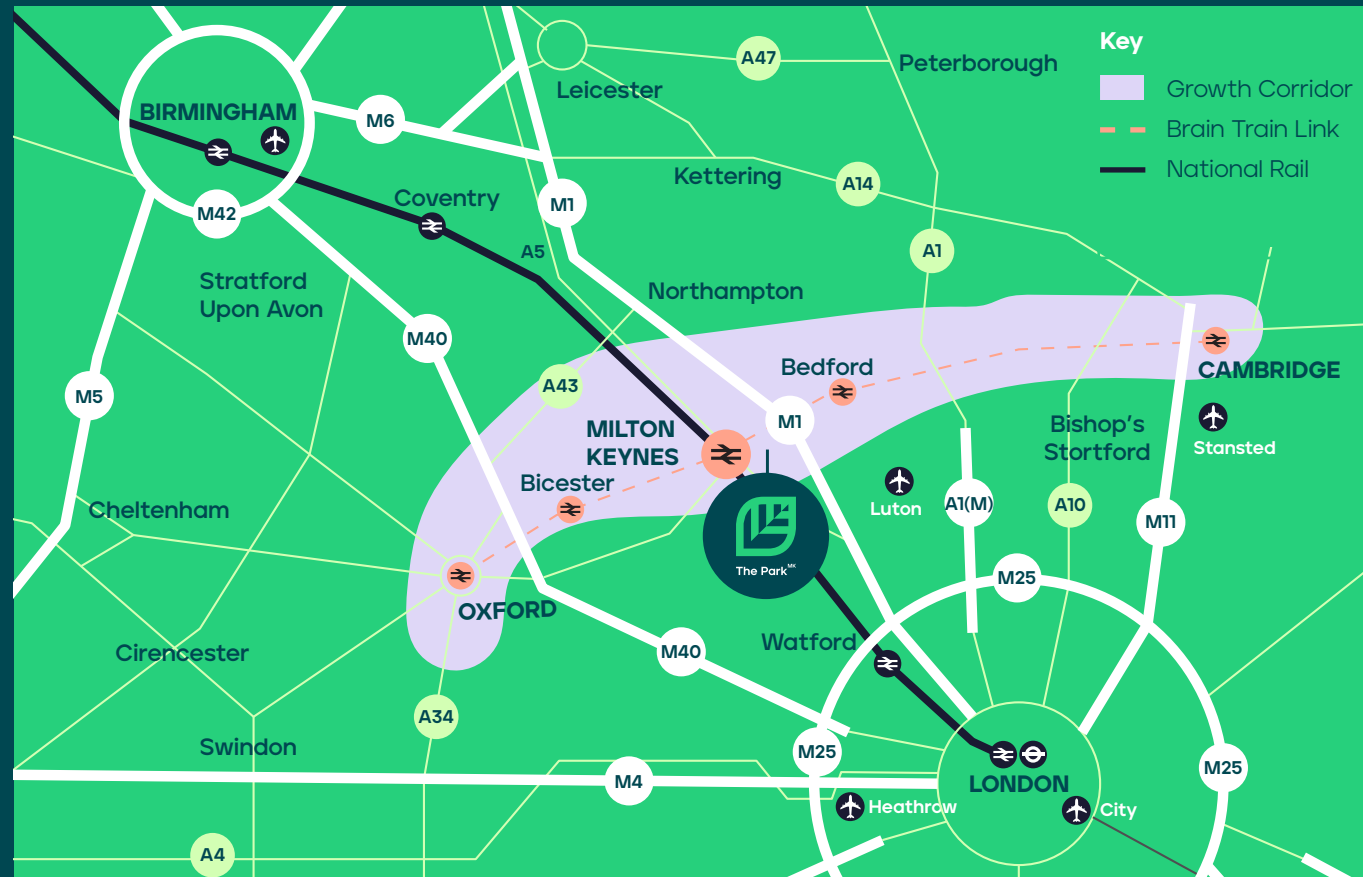 Key
Growth Corridor
Brain Train Link
National Rail
A47
Peterborough
Leicester
BIRMINGHAM
M6
Kettering
A14
Coventry
M1
M42
A5
A1
Stratford
Upon Avon
Northampton
M40
Bedford
CAMBRIDGE
A43
M5
M1
MILTON
KEYNES
Bishop's
Stortford
Stansted
Bicester
Luton
A1(M)
A10
Cheltenham
M11
The Park MK
M25
OXFORD
Watford
Cirencester
M40
A34
Swindon
M25
M25
M4
LONDON
Heathrow
City
A4